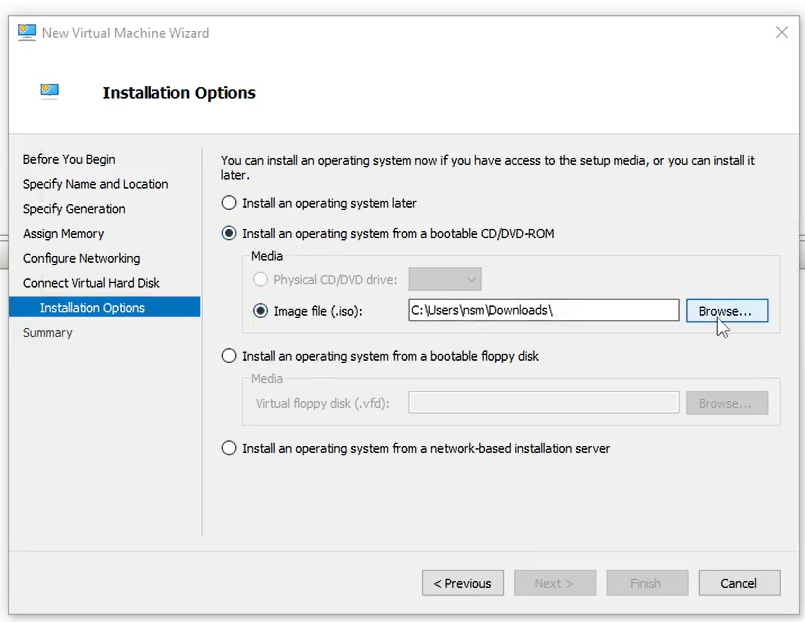 New Virtual Machine Wizard
Installation Options
Before You Begin
Specify Name and Location
Specify Generation
Assign Memory
Configure Networking
Connect Virtual Hard Disk
Installation Options
Summary
You can install an operating system now if you have access to the setup media, or you can install it
later.
Install an operating system later
Install an operating system from a bootable CD/DVD-ROM
Media
Physical CD/DVD drive:
Image file (.iso): C:\Users\nsm\Downloads\ Browse...
Install an operating system from a bootable floppy disk
Media
Virtual floppy disk (.vfd): Browse...
Install an operating system from a network-based installation server
< Previous Next > Finish Cancel